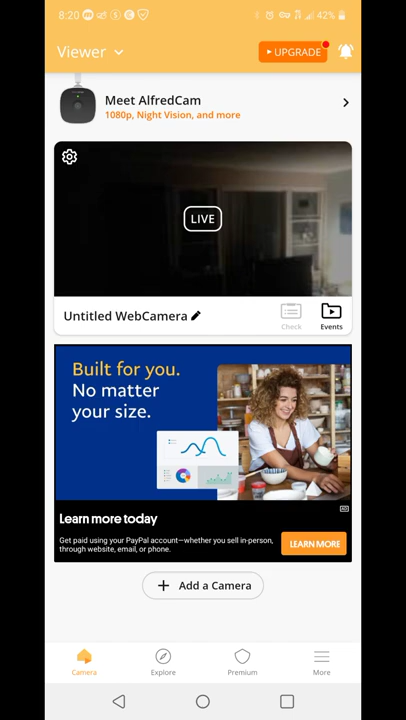 8:20
42%
Viewer
UPGRADE
Meet AlfredCam
1080p, Night Vision, and more
LIVE
Untitled WebCamera
Check
Events
Built for you.
No matter
your size.
AD
Learn more today
Get paid using your PayPal account—whether you sell in-person,
through website, email, or phone.
LEARN MORE
+ Add a Camera
Camera
Explore
Premium
More